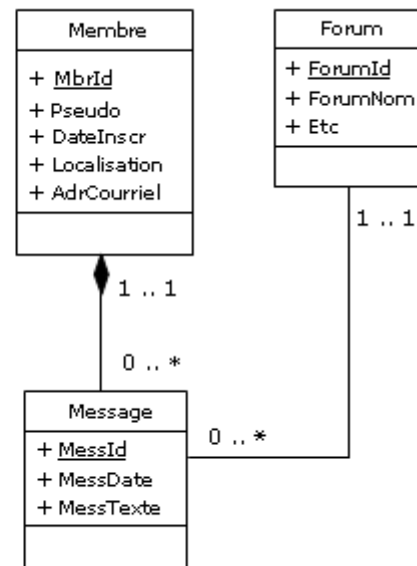 Membre
+ MbrId
+ Pseudo
+ DateInscr
+ Localisation
+ AdrCourriel
Forum
+ ForumId
+ ForumNom
+ Etc
1 .. 1
1 .. 1
0 .. *
Message
+ MessId
+ MessDate
+ MessTexte
0 .. *